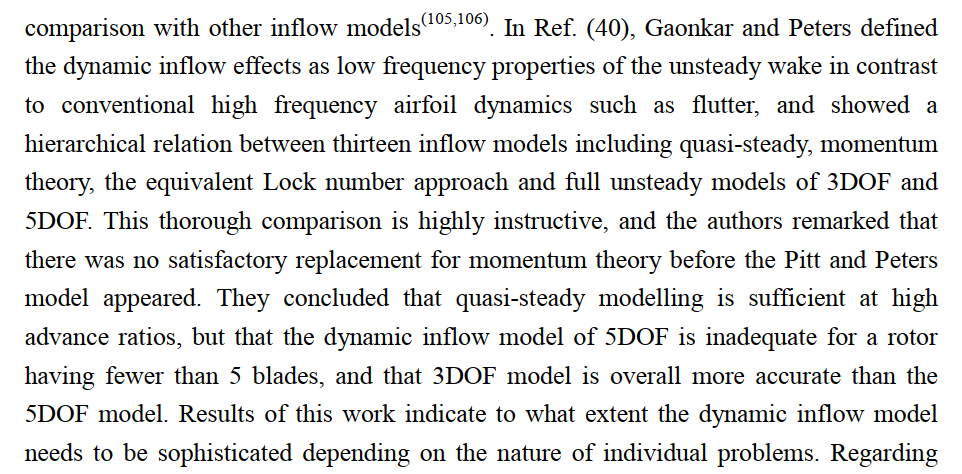 comparison with other inflow models(105,106). In Ref. (40), Gaonkar and Peters defined
the dynamic inflow effects as low frequency properties of the unsteady wake in contrast
to conventional high frequency airfoil dynamics such as flutter, and showed a
hierarchical relation between thirteen inflow models including quasi-steady, momentum
theory, the equivalent Lock number approach and full unsteady models of 3DOF and
5DOF. This thorough comparison is highly instructive, and the authors remarked that
there was no satisfactory replacement for momentum theory before the Pitt and Peters
model appeared. They concluded that quasi-steady modelling is sufficient at high
advance ratios, but that the dynamic inflow model of 5DOF is inadequate for a rotor
having fewer than 5 blades, and that 3DOF model is overall more accurate than the
5DOF model. Results of this work indicate to what extent the dynamic inflow model
needs to be sophisticated depending on the nature of individual problems. Regarding